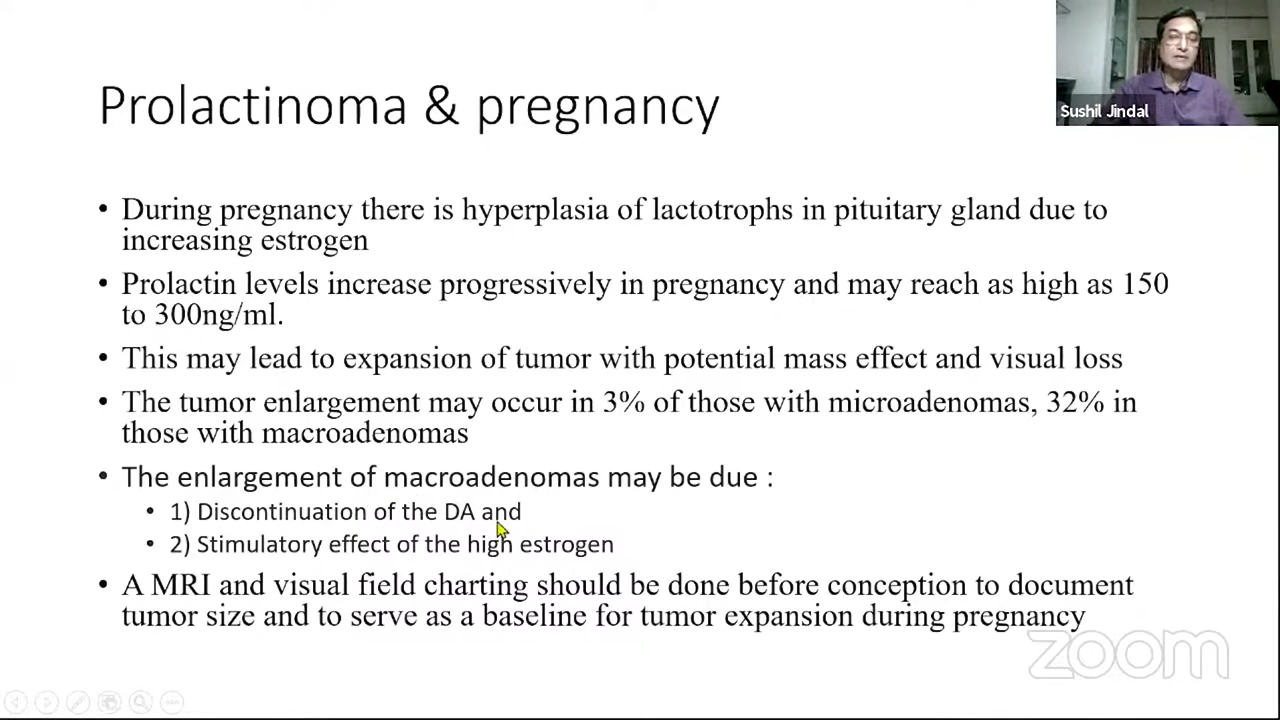 Sushil Jindal
Prolactinoma & pregnancy
• During pregnancy there is hyperplasia of lactotrophs in pituitary gland due to
increasing estrogen
• Prolactin levels increase progressively in pregnancy and may reach as high as 150
to 300ng/ml.
• This may lead to expansion of tumor with potential mass effect and visual loss
• The tumor enlargement may occur in 3% of those with microadenomas, 32% in
those with macroadenomas
• The enlargement of macroadenomas may be due :
• 1) Discontinuation of the DA and
• 2) Stimulatory effect of the high estrogen
• A MRI and visual field charting should be done before conception to document
tumor size and to serve as a baseline for tumor expansion during pregnancy
zoom